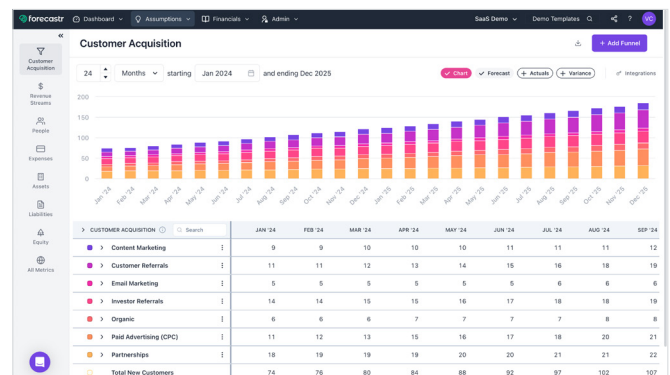 forecastr Dashboard Assumptions Financials Admin SaaS Demo Demo Templates ? VC
Customer Acquisition
+ Add Funnel
Customer Acquisition
Revenue Streams
People
Expenses
Assets
Liabilities
Equity
All Metrics
24 Months starting Jan 2024 and ending Dec 2025 Chart Forecast Actuals Variance Integrations
200
150
100
50
0
Jan '24 Feb '24 Mar '24 Apr '24 May '24 Jun '24 Jul '24 Aug '24 Sep '24 Oct '24 Nov '24 Dec '24 Jan '25 Feb '25 Mar '25 Apr '25 May '25 Jun '25 Jul '25 Aug '25 Sep '25 Oct '25 Nov '25 Dec '25
CUSTOMER ACQUISITION Search JAN '24 FEB '24 MAR '24 APR '24 MAY '24 JUN '24 JUL '24 AUG '24 SEP '24
Content Marketing 9 9 10 10 10 11 11 11 12
Customer Referrals 11 11 12 13 14 15 16 18 19
Email Marketing 5 5 5 5 5 5 6 6 6
Investor Referrals 14 14 15 15 16 17 18 18 19
Organic 6 6 6 7 7 7 7 8 8
Paid Advertising (CPC) 11 12 13 15 16 17 18 20 21
Partnerships 18 19 19 19 20 20 21 21 22
Total New Customers 74 76 80 84 88 92 97 102 107